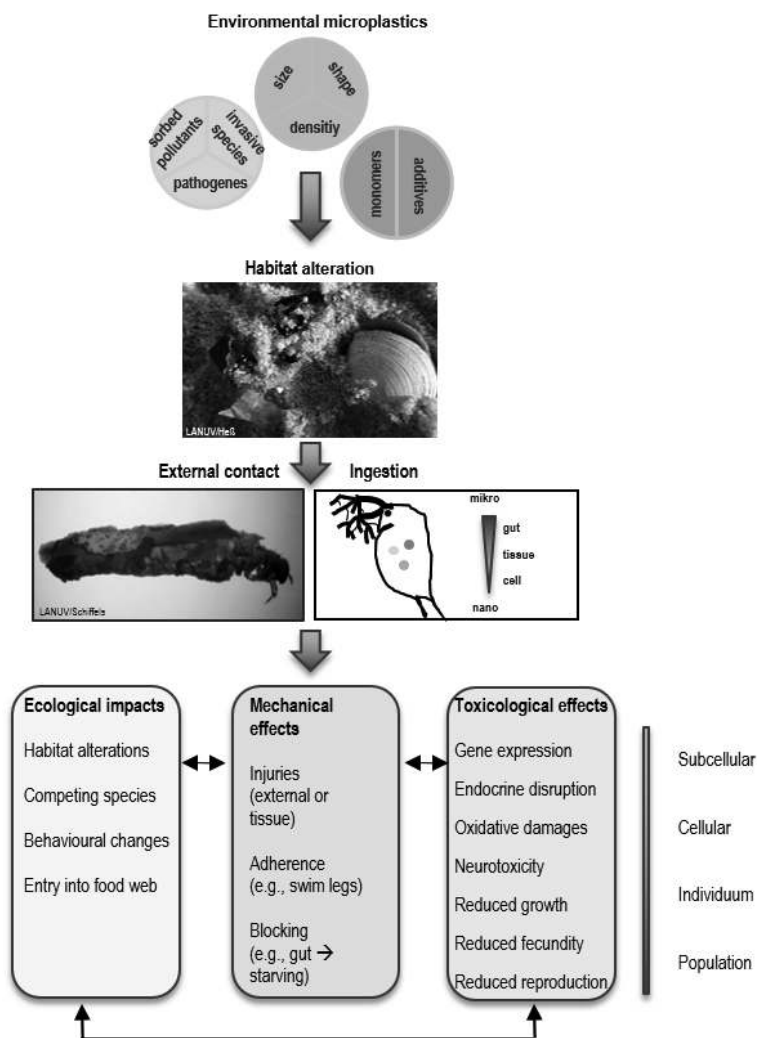 Environmental microplastics
size
shape
densitiy
sorbed
pollutants
invasive
species
pathogenes
monomers
additives
Habitat alteration
LANUV/Heß
External contact
Ingestion
LANUV/Schiffels
mikro
gut
tissue
cell
nano
Ecological impacts
Habitat alterations
Competing species
Behavioural changes
Entry into food web
Mechanical
effects
Injuries
(external or
tissue)
Adherence
(e.g., swim legs)
Blocking
(e.g., gut →
starving)
Toxicological effects
Gene expression
Endocrine disruption
Oxidative damages
Neurotoxicity
Reduced growth
Reduced fecundity
Reduced reproduction
Subcellular
Cellular
Individuum
Population